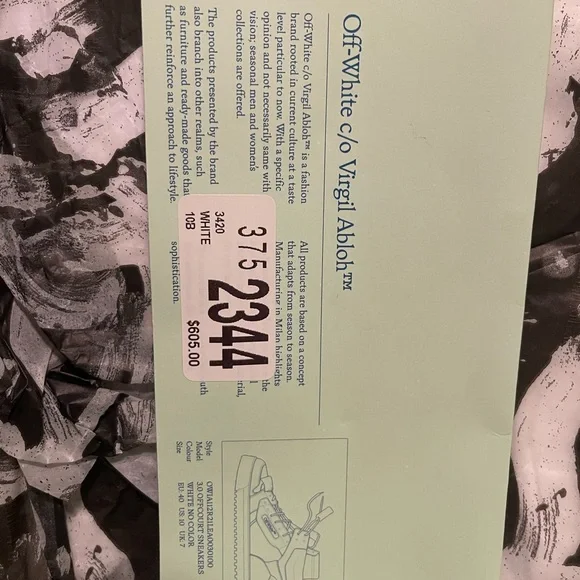 Off-White c/o Virgil Abloh™
Off-White c/o Virgil Abloh™ is a fashion
brand rooted in current culture at a taste
level particular to now. With a specific
opinion and not necessarily same with
vision; seasonal men and women's
collections are offered.
The products presented by the brand
also branch into other realms, such
as furniture and ready-made goods that
further reinforce an approach to lifestyle.
All products are based on a concept
that adapts from season to season.
Manufacturing in Milan highlights
the
sophistication.
375 2344
3420
WHITE
10B
$605.00
Style OWIA112R21LEA0030100
Model 3.0 OFFCOURT SNEAKERS
Colour WHITE NO COLOR
Size EU: 40 US: 10 UK: 7